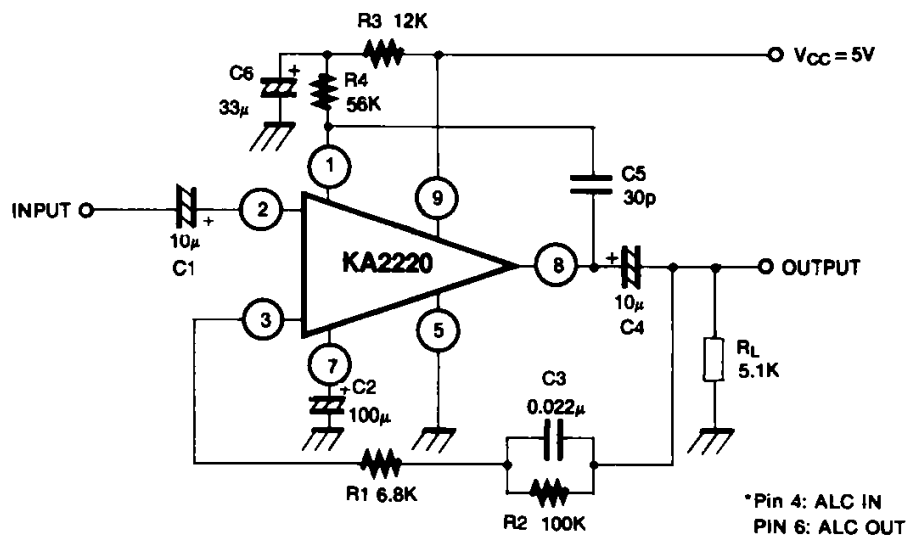 R3 12K
VCC = 5V
C6
33μ
R4
56K
1
C5
30p
INPUT
2
9
10μ
C1
KA2220
8
OUTPUT
10μ
C4
3
5
7
C2
100μ
RL
5.1K
C3
0.022μ
R1 6.8K
R2 100K
*Pin 4: ALC IN
PIN 6: ALC OUT